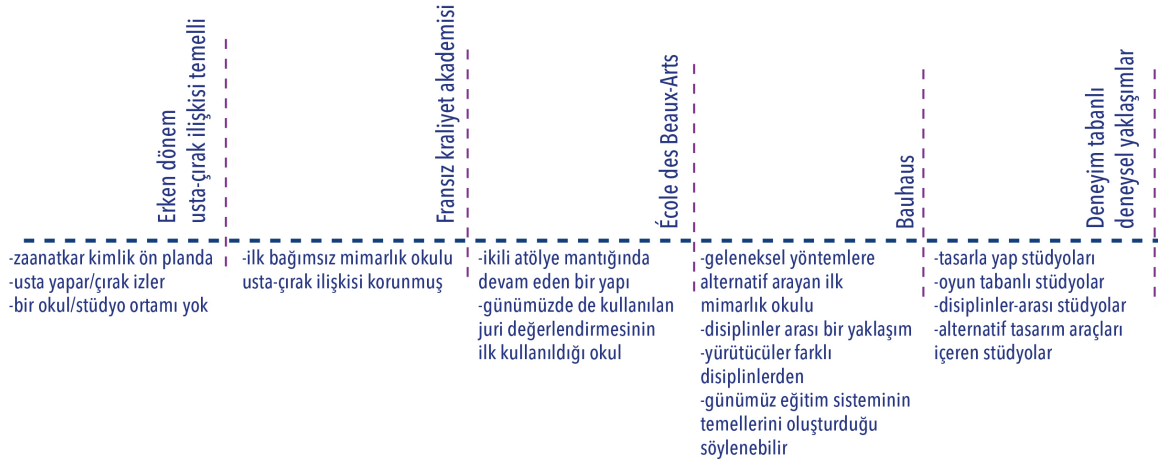 Erken dönem
usta-çırak ilişkisi temelli
-zaanatkar kimlik ön planda
-usta yapar/çırak izler
-bir okul/stüdyo ortamı yok
Fransız kraliyet akademisi
-ilk bağımsız mimarlık okulu
usta-çırak ilişkisi korunmuş
École des Beaux-Arts
-ikili atölye mantığında
devam eden bir yapı
-günümüzde de kullanılan
juri değerlendirmesinin
ilk kullanıldığı okul
Bauhaus
-geleneksel yöntemlere
alternatif arayan ilk
mimarlık okulu
-disiplinler arası bir yaklaşım
-yürütücüler farklı
disiplinlerden
-günümüz eğitim sisteminin
temellerini oluşturduğu
söylenebilir
Deneyim tabanlı
deneysel yaklaşımlar
-tasarla yap stüdyoları
-oyun tabanlı stüdyolar
-disiplinler-arası stüdyolar
-alternatif tasarım araçları
içeren stüdyolar